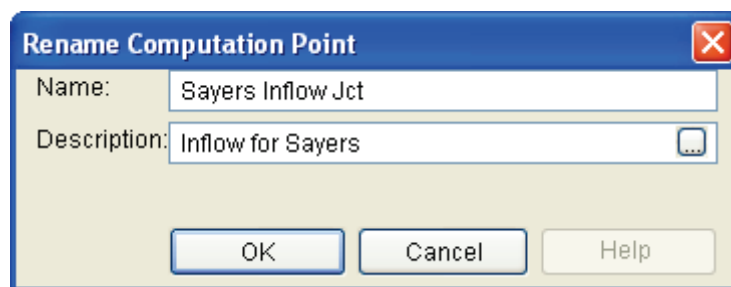 Rename Computation Point
Name: Sayers Inflow Jct
Description: Inflow for Sayers ...
OK Cancel Help